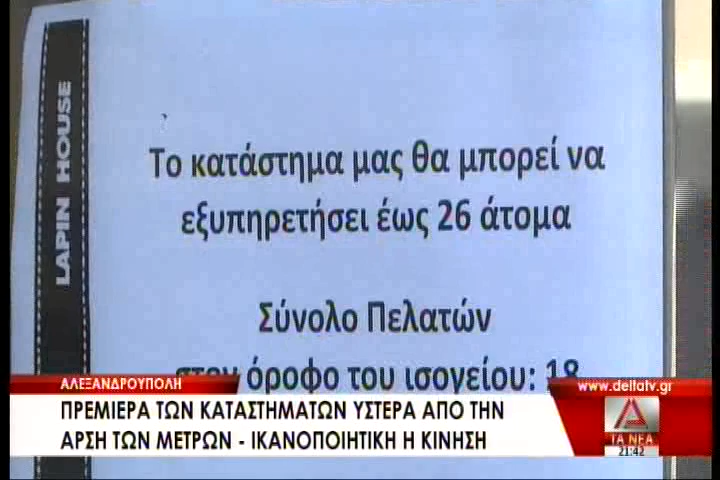 LAPIN HOUSE
Το κατάστημα μας θα μπορεί να
εξυπηρετήσει έως 26 άτομα
Σύνολο Πελατών
στον όροφο του ισογείου: 18
ΑΛΕΞΑΝΔΡΟΥΠΟΛΗ
www.deltatv.gr
ΠΡΕΜΙΕΡΑ ΤΩΝ ΚΑΤΑΣΤΗΜΑΤΩΝ ΥΣΤΕΡΑ ΑΠΟ ΤΗΝ
ΑΡΣΗ ΤΩΝ ΜΕΤΡΩΝ - ΙΚΑΝΟΠΟΙΗΤΙΚΗ Η ΚΙΝΗΣΗ
ΤΑ ΝΕΑ
21:42